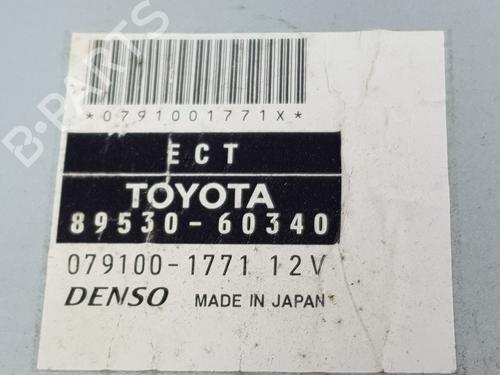 B-PARTS
*0791001771X*
ECT
TOYOTA
89530-60340
079100-1771 12V
DENSO MADE IN JAPAN